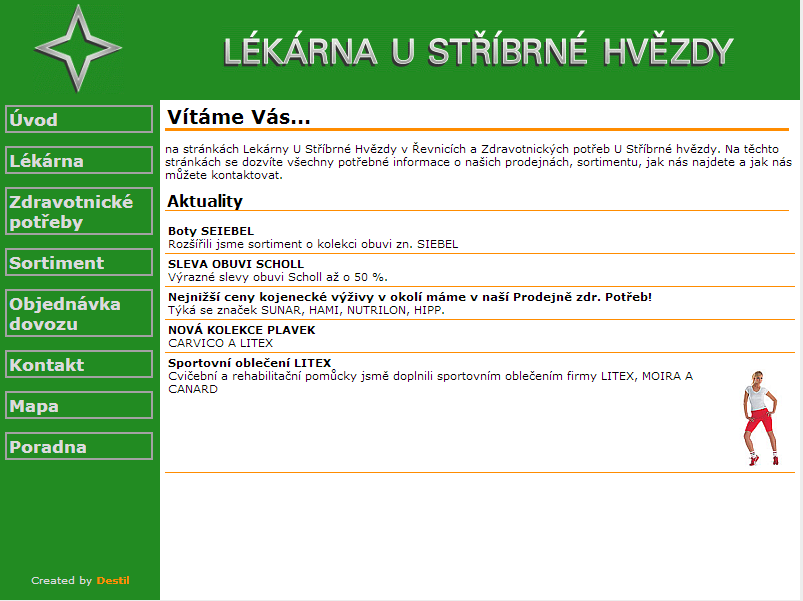 LÉKÁRNA U STŘÍBRNÉ HVĚZDY
Úvod
Lékárna
Zdravotnické
potřeby
Sortiment
Objednávka
dovozu
Kontakt
Mapa
Poradna
Created by Destil
Vítáme Vás...
na stránkách Lekárny U Stříbrné Hvězdy v Řevnicích a Zdravotnických potřeb U Stříbrné hvězdy. Na těchto
stránkách se dozvíte všechny potřebné informace o našich prodejnách, sortimentu, jak nás najdete a jak nás
můžete kontaktovat.
Aktuality
Boty SEIEBEL
Rozšířili jsme sortiment o kolekci obuvi zn. SIEBEL
SLEVA OBUVI SCHOLL
Výrazné slevy obuvi Scholl až o 50 %.
Nejnižší ceny kojenecké výživy v okolí máme v naší Prodejně zdr. Potřeb!
Týká se značek SUNAR, HAMI, NUTRILON, HIPP.
NOVÁ KOLEKCE PLAVEK
CARVICO A LITEX
Sportovní oblečení LITEX
Cvičební a rehabilitační pomůcky jsmě doplnili sportovním oblečením firmy LITEX, MOIRA A
CANARD